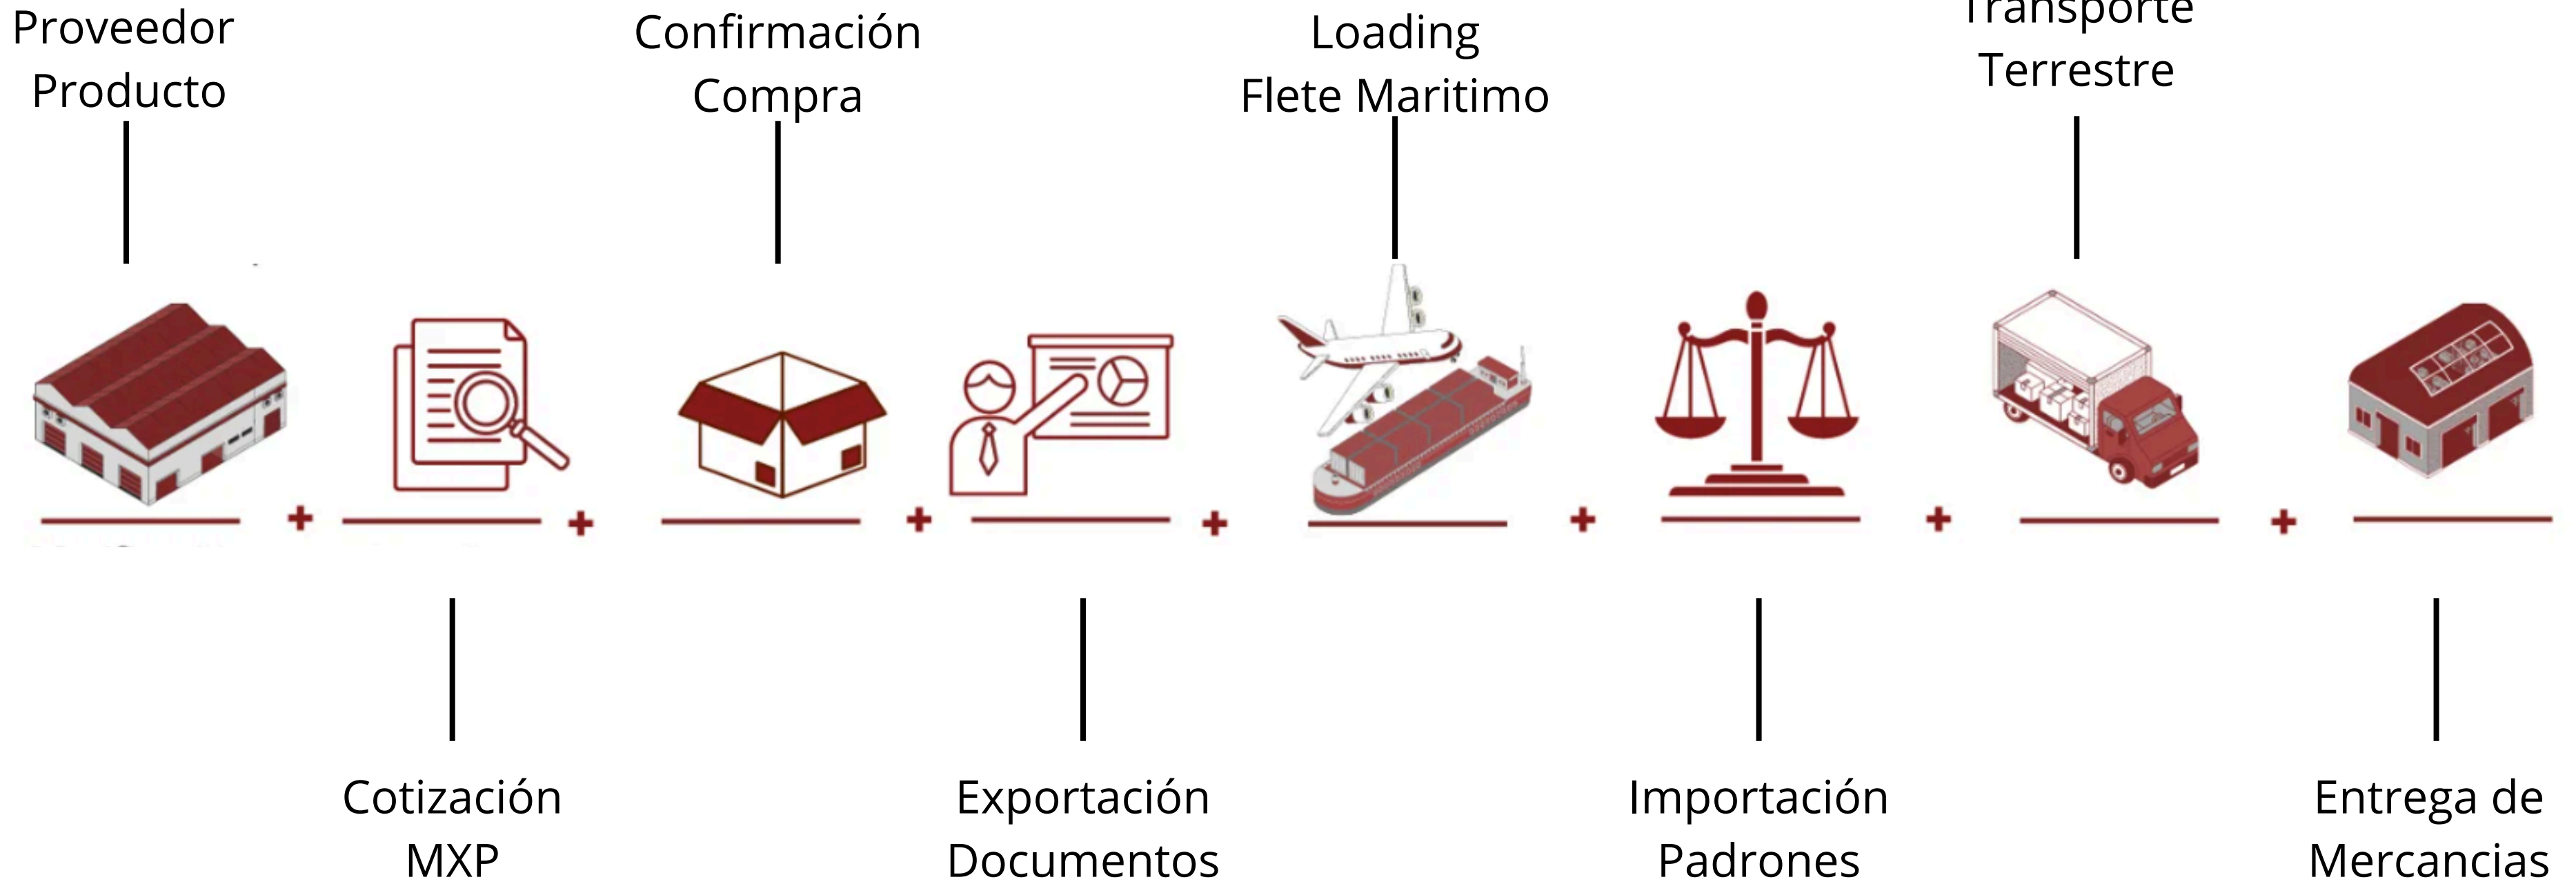 Proveedor
Producto
Confirmación
Compra
Loading
Flete Maritimo
Transporte
Terrestre
Cotización
MXP
Exportación
Documentos
Importación
Padrones
Entrega de
Mercancias